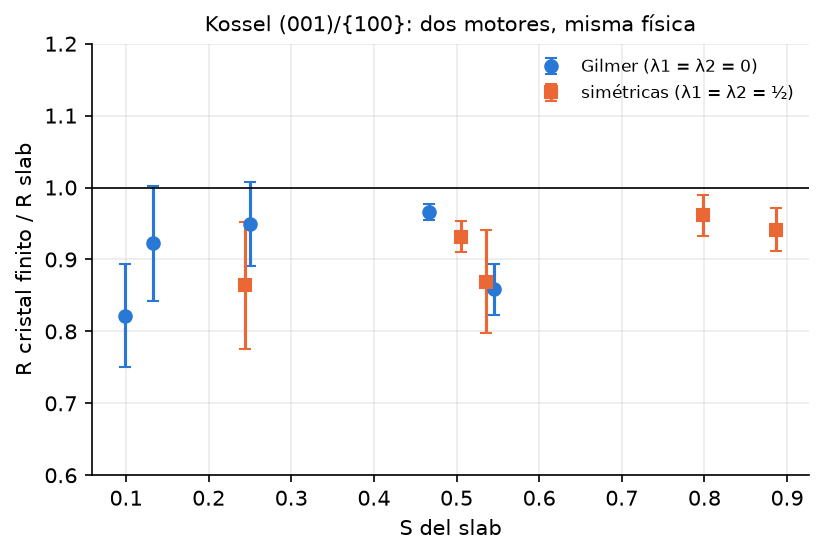 Kossel (001)/{100}: dos motores, misma física
Gilmer (λ1 = λ2 = 0)
simétricas (λ1 = λ2 = ½)
R cristal finito / R slab
1.2
1.1
1.0
0.9
0.8
0.7
0.6
0.1 0.2 0.3 0.4 0.5 0.6 0.7 0.8 0.9
S del slab